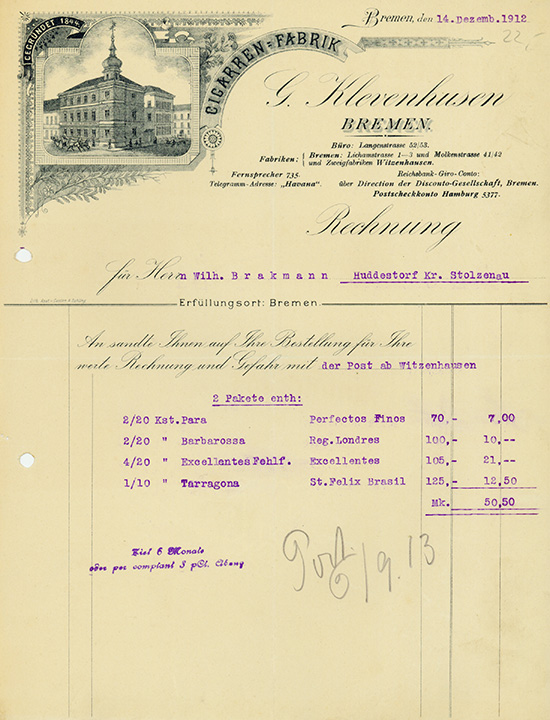 GEGRÜNDET 1844.
CIGARREN=FABRIK
Bremen, den 14. Dezemb. 1912
22,-
G. Klevenhusen
BREMEN.
Büro: Langenstrasse 52/53.
Fabriken: { Bremen: Lichamstrasse 1—3 und Molkenstrasse 41/42
und Zweigfabriken Witzenhausen.
Fernsprecher 735.
Reichsbank-Giro-Conto:
Telegramm-Adresse: „Havana".
über Direction der Disconto-Gesellschaft, Bremen.
Postscheckkonto Hamburg 5377.
Rechnung
für Herrn Wilh. Brakmann Huddestorf Kr. Stolzenau
Erfüllungsort: Bremen.
An sandte Ihnen auf Ihre Bestellung für Ihre
werte Rechnung und Gefahr mit der Post ab Witzenhausen
2 Pakete enth:
2/20 Kst. Para Perfectos Finos 70,- 7,00
2/20 " Barbarossa Reg. Londres 100,- 10,--
4/20 " Excellentes Fehlf. Excellentes 105,- 21,--
1/10 " Tarragona St. Felix Brasil 125,- 12,50
Mk. 50,50
Ziel 6 Monate
oder per comptant 3 pCt. Abzug
6/9.13